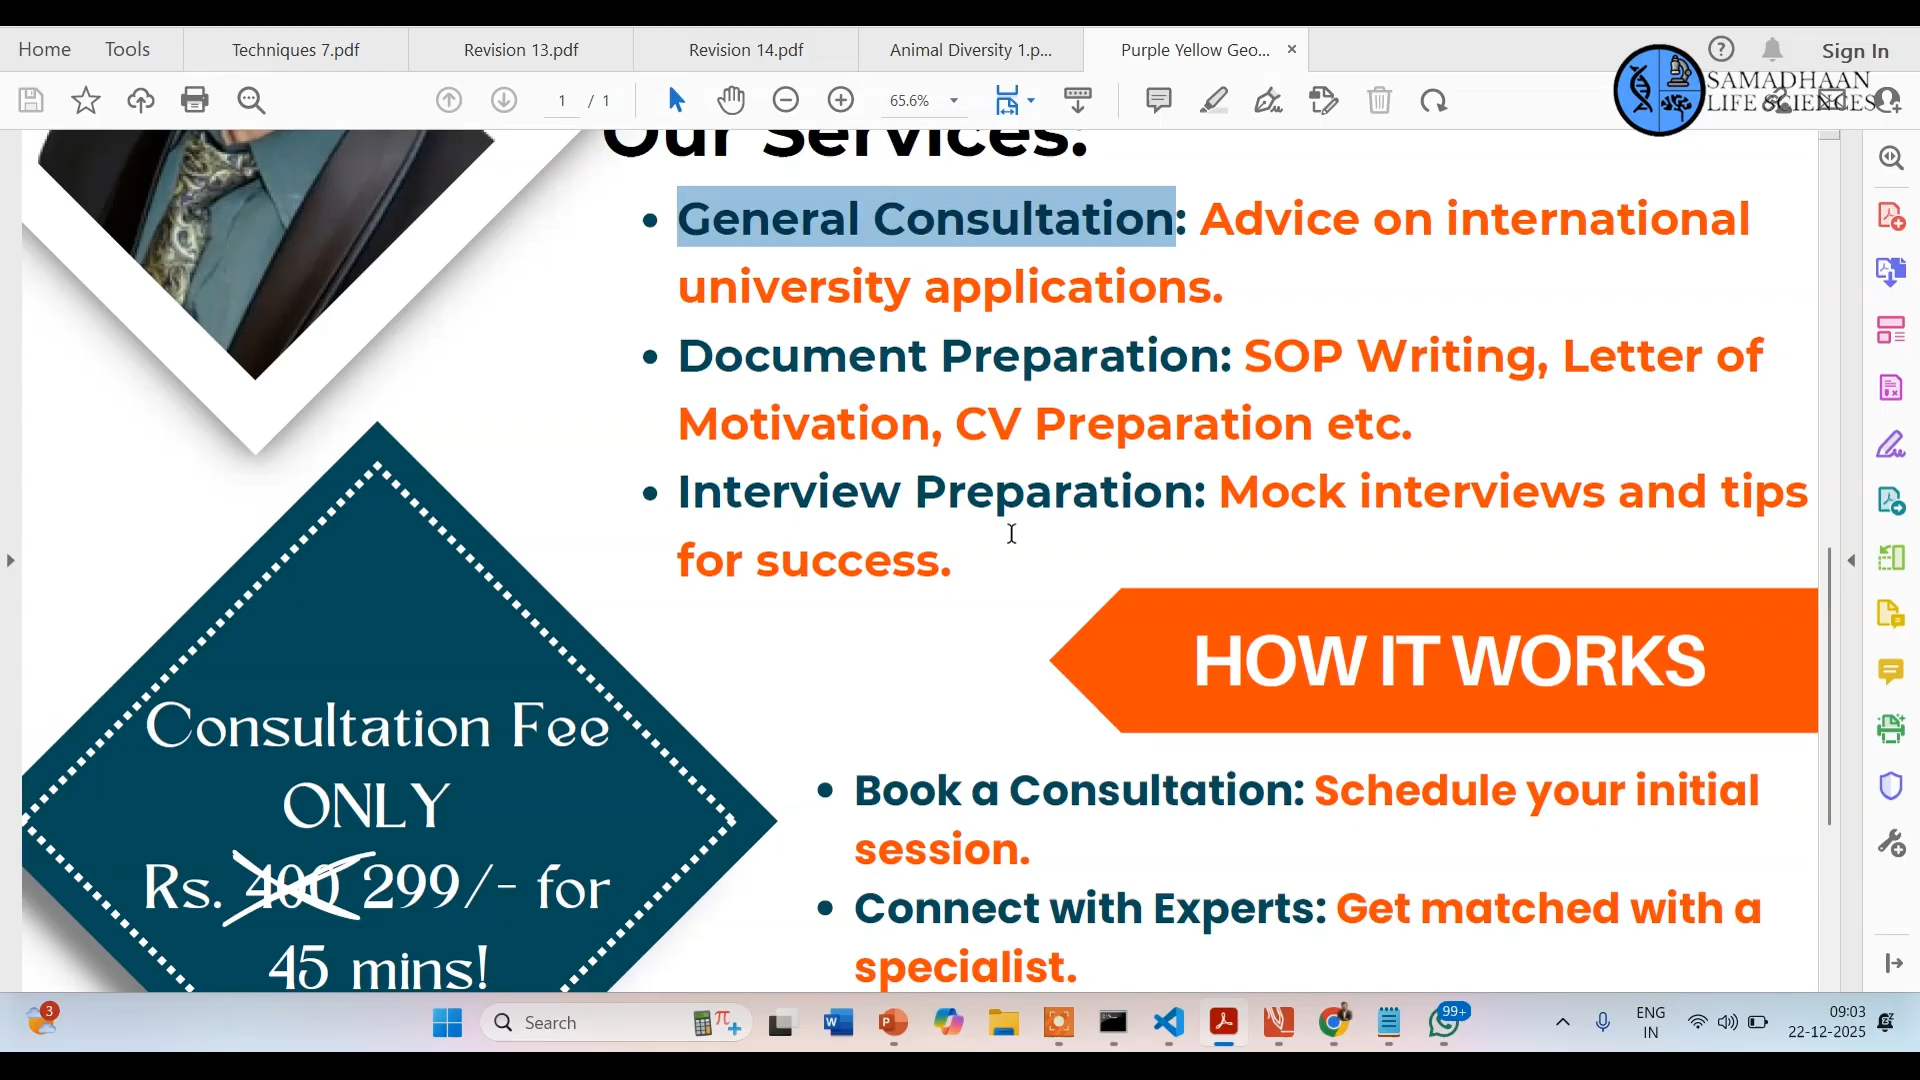 Home
Tools
Techniques 7.pdf
Revision 13.pdf
Revision 14.pdf
Animal Diversity 1.p...
Purple Yellow Geo...
Sign In
SAMADHAAN
LIFE SCIENCES
1 / 1
65.6%
Our Services:
General Consultation: Advice on international
university applications.
Document Preparation: SOP Writing, Letter of
Motivation, CV Preparation etc.
Interview Preparation: Mock interviews and tips
for success.
HOW IT WORKS
Consultation Fee
ONLY
Rs. 400 299/- for
45 mins!
Book a Consultation: Schedule your initial
session.
Connect with Experts: Get matched with a
specialist.
3
Search
99+
ENG
IN
09:03
22-12-2025